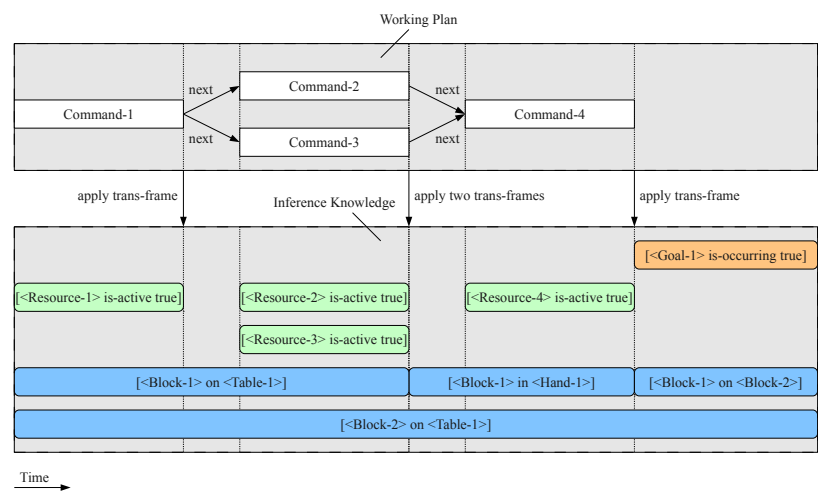 Working Plan
next
Command-2
next
Command-1
Command-4
next
Command-3
next
apply trans-frame
apply two trans-frames
apply trans-frame
Inference Knowledge
[<Goal-1> is-occurring true]
[<Resource-1> is-active true]
[<Resource-2> is-active true]
[<Resource-4> is-active true]
[<Resource-3> is-active true]
[<Block-1> on <Table-1>]
[<Block-1> in <Hand-1>]
[<Block-1> on <Block-2>]
[<Block-2> on <Table-1>]
Time